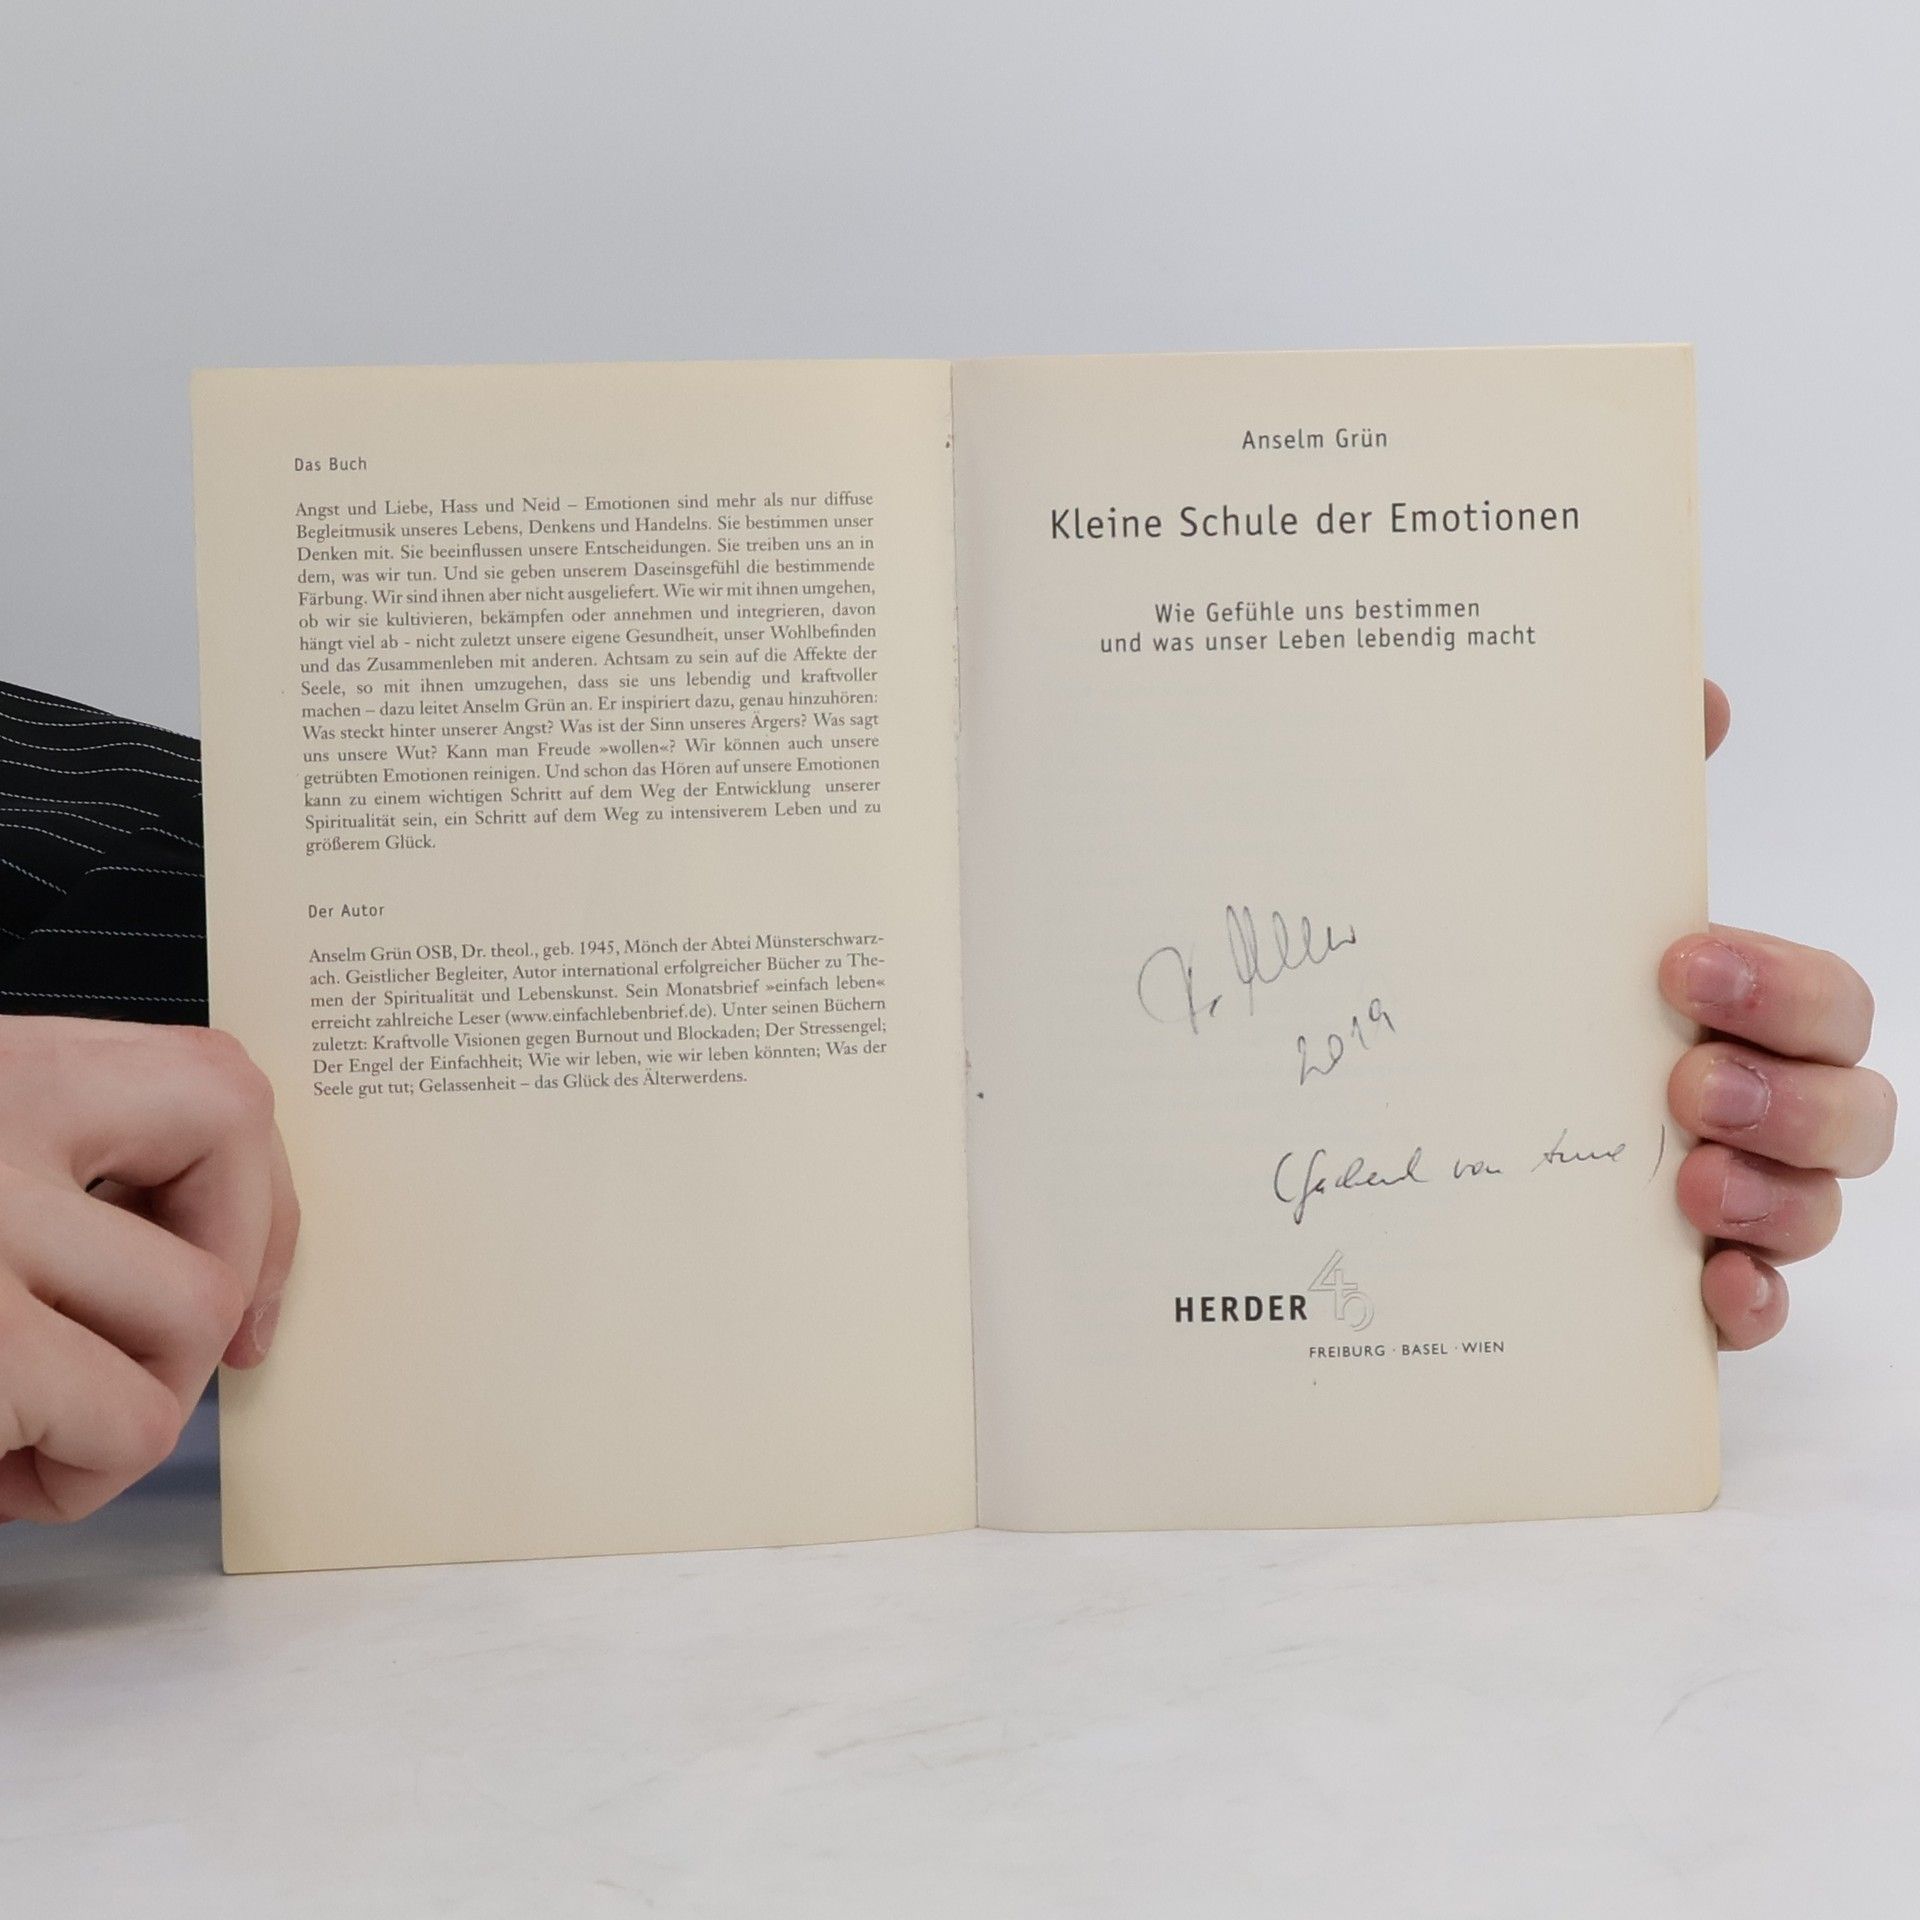 Das Buch
Angst und Liebe, Hass und Neid – Emotionen sind mehr als nur diffuse
Begleitmusik unseres Lebens, Denkens und Handelns. Sie bestimmen unser
Denken mit. Sie beeinflussen unsere Entscheidungen. Sie treiben uns an in
dem, was wir tun. Und sie geben unserem Daseinsgefühl die bestimmende
Färbung. Wir sind ihnen aber nicht ausgeliefert. Wie wir mit ihnen umgehen,
ob wir sie kultivieren, bekämpfen oder annehmen und integrieren, davon
hängt viel ab - nicht zuletzt unsere eigene Gesundheit, unser Wohlbefinden
und das Zusammenleben mit anderen. Achtsam zu sein auf die Affekte der
Seele, so mit ihnen umzugehen, dass sie uns lebendig und kraftvoller
machen – dazu leitet Anselm Grün an. Er inspiriert dazu, genau hinzuhören:
Was steckt hinter unserer Angst? Was ist der Sinn unseres Ärgers? Was sagt
uns unsere Wut? Kann man Freude »wollen«? Wir können auch unsere
getrübten Emotionen reinigen. Und schon das Hören auf unsere Emotionen
kann zu einem wichtigen Schritt auf dem Weg der Entwicklung unserer
Spiritualität sein, ein Schritt auf dem Weg zu intensiverem Leben und zu
größerem Glück.
Der Autor
Anselm Grün OSB, Dr. theol., geb. 1945, Mönch der Abtei Münsterschwarz-
ach. Geistlicher Begleiter, Autor international erfolgreicher Bücher zu The-
men der Spiritualität und Lebenskunst. Sein Monatsbrief »einfach leben«
erreicht zahlreiche Leser (www.einfachlebenbrief.de). Unter seinen Büchern
zuletzt: Kraftvolle Visionen gegen Burnout und Blockaden; Der Stressengel;
Der Engel der Einfachheit; Wie wir leben, wie wir leben könnten; Was der
Seele gut tut; Gelassenheit – das Glück des Älterwerdens.
Anselm Grün
Kleine Schule der Emotionen
Wie Gefühle uns bestimmen
und was unser Leben lebendig macht
2019
von
HERDER
FREIBURG · BASEL · WIEN